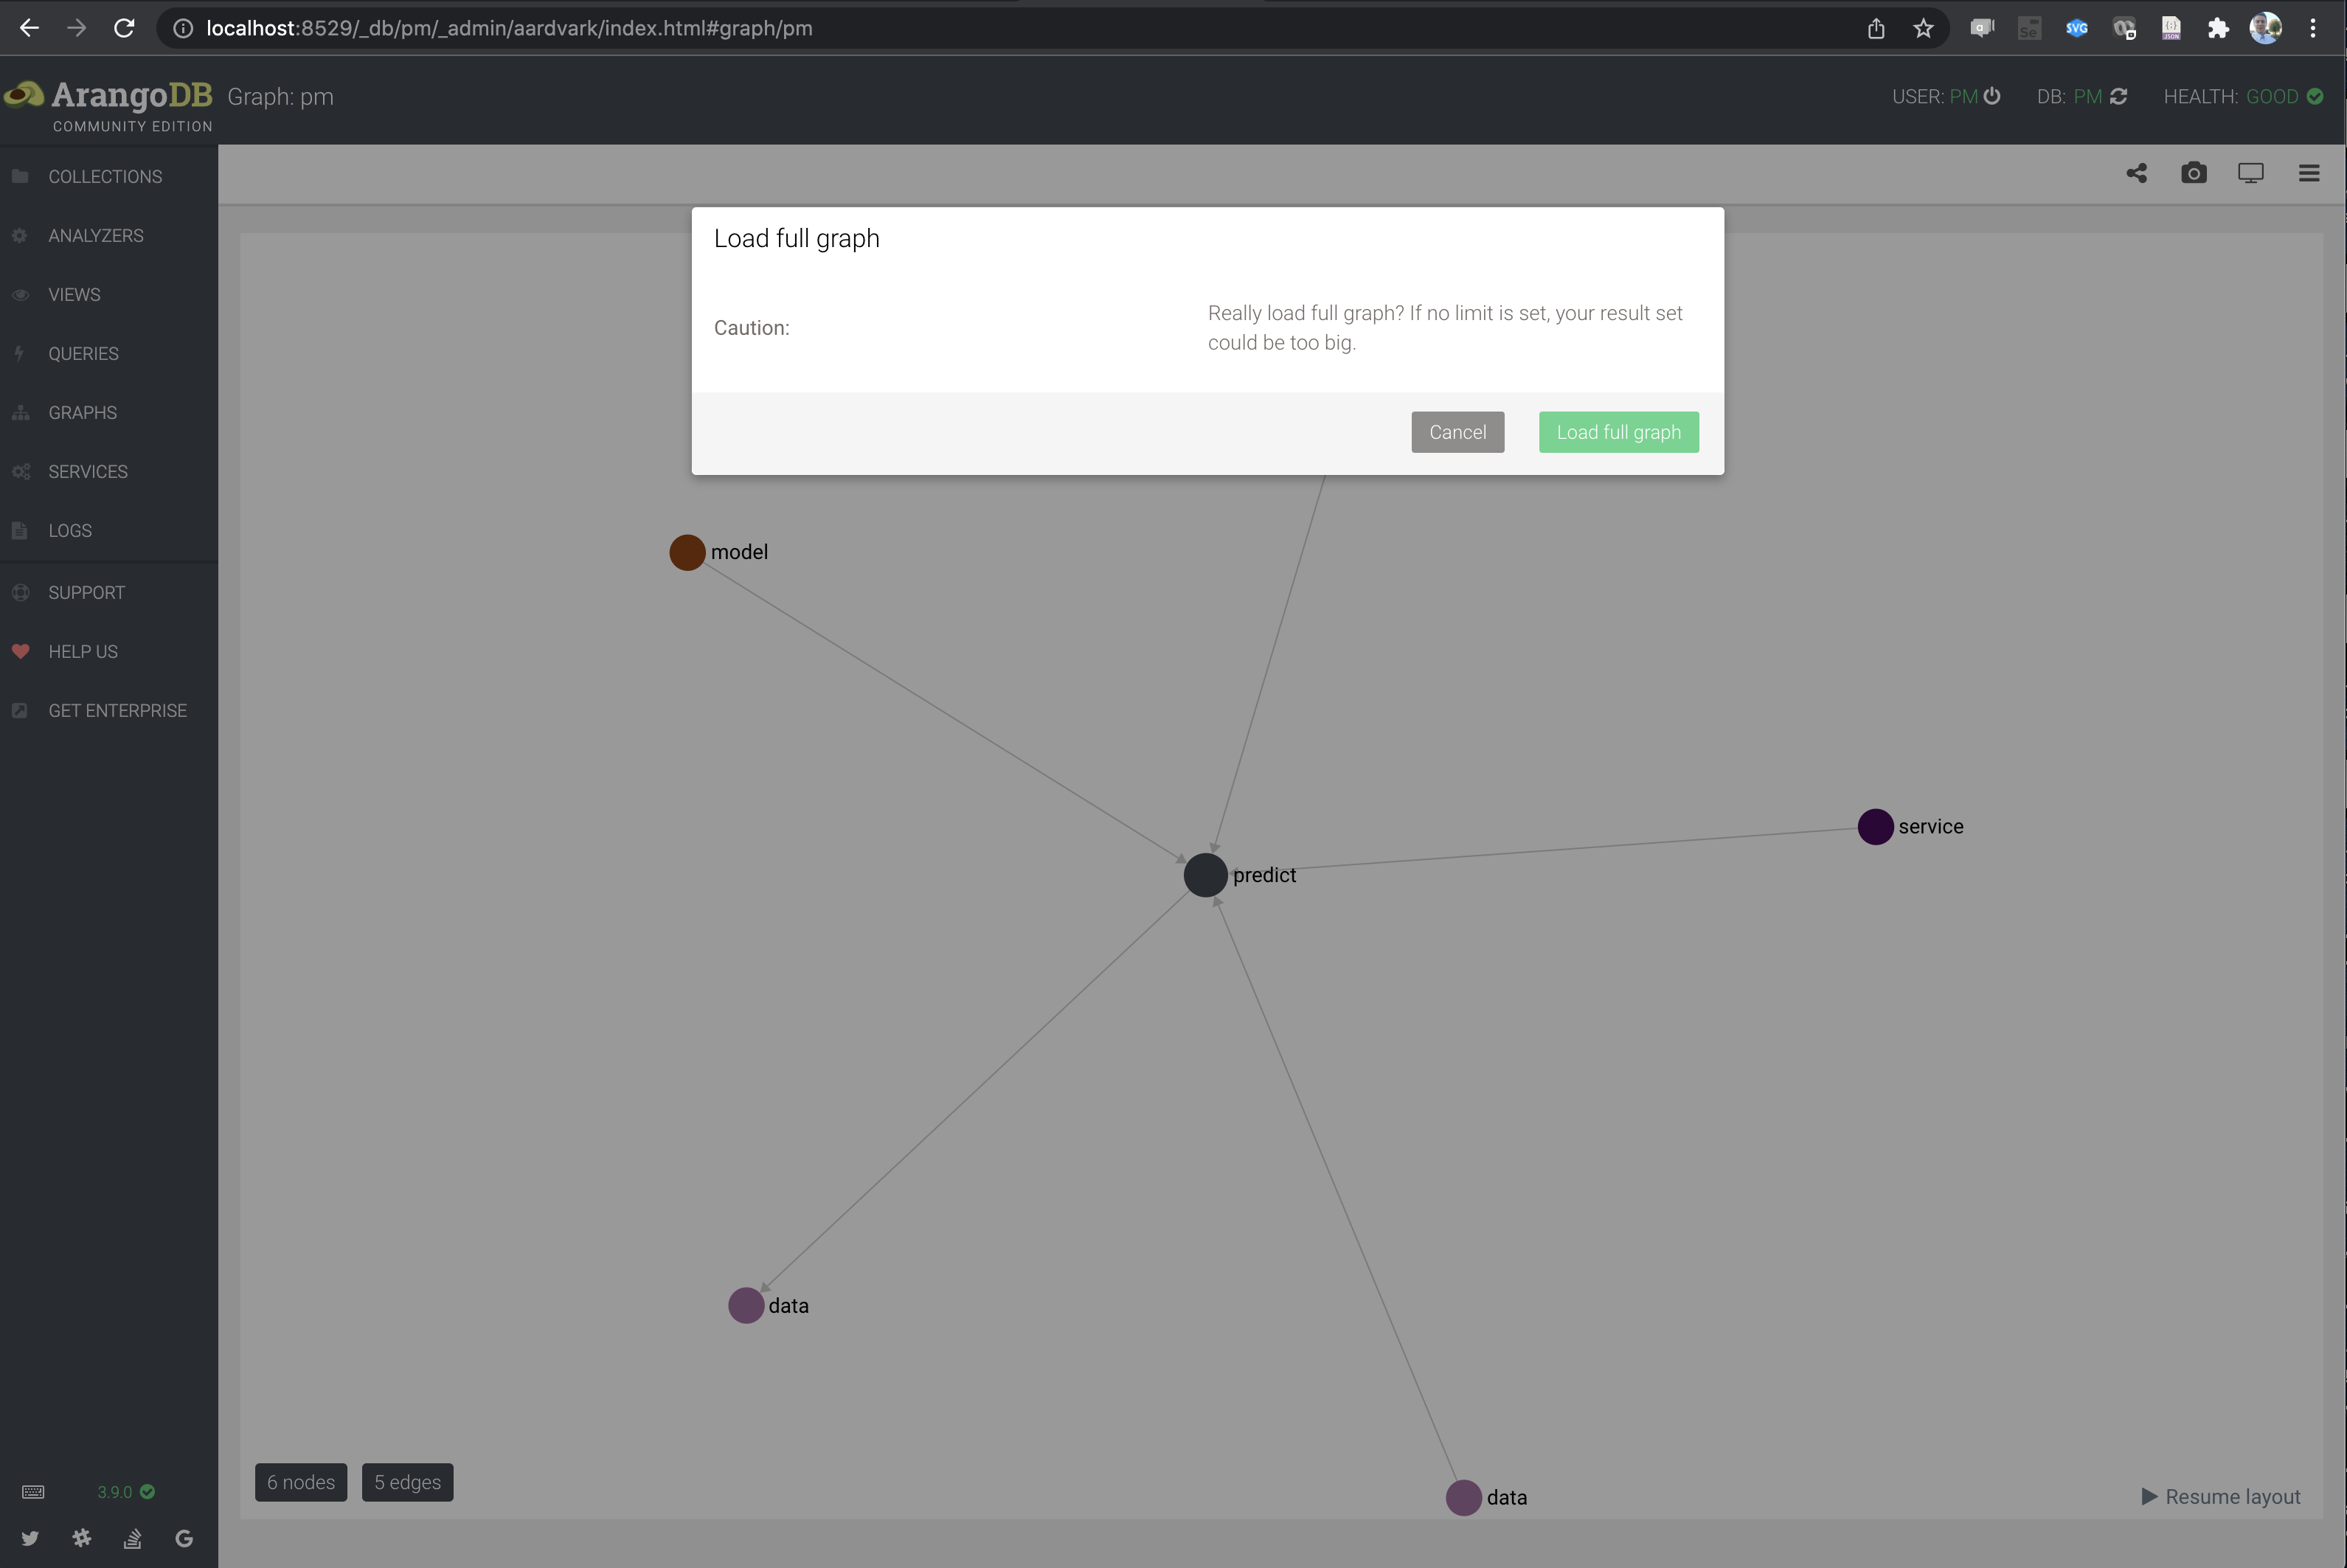 localhost:8529/_db/pm/_admin/aardvark/index.html#graph/pm
ArangoDB
COMMUNITY EDITION
Graph: pm
USER: PM
DB: PM
HEALTH: GOOD
COLLECTIONS
ANALYZERS
VIEWS
QUERIES
GRAPHS
SERVICES
LOGS
SUPPORT
HELP US
GET ENTERPRISE
3.9.0
Load full graph
Caution:
Really load full graph? If no limit is set, your result set
could be too big.
Cancel
Load full graph
model
service
predict
data
data
6 nodes
5 edges
Resume layout
SVG
Se
a
JSON